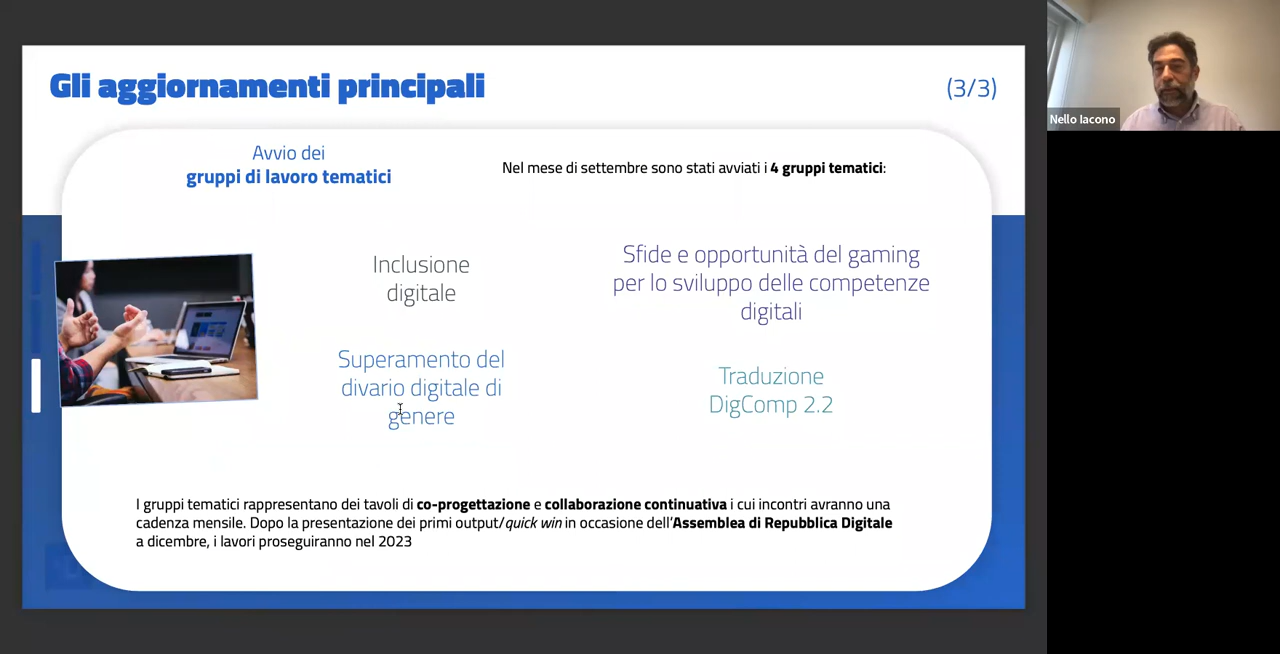 Gli aggiornamenti principali
(3/3)
Avvio dei
gruppi di lavoro tematici
Nel mese di settembre sono stati avviati i 4 gruppi tematici:
Inclusione
digitale
Sfide e opportunità del gaming
per lo sviluppo delle competenze
digitali
Superamento del
divario digitale di
genere
Traduzione
DigComp 2.2
I gruppi tematici rappresentano dei tavoli di co-progettazione e collaborazione continuativa i cui incontri avranno una
cadenza mensile. Dopo la presentazione dei primi output/quick win in occasione dell'Assemblea di Repubblica Digitale
a dicembre, i lavori proseguiranno nel 2023
Nello Iacono